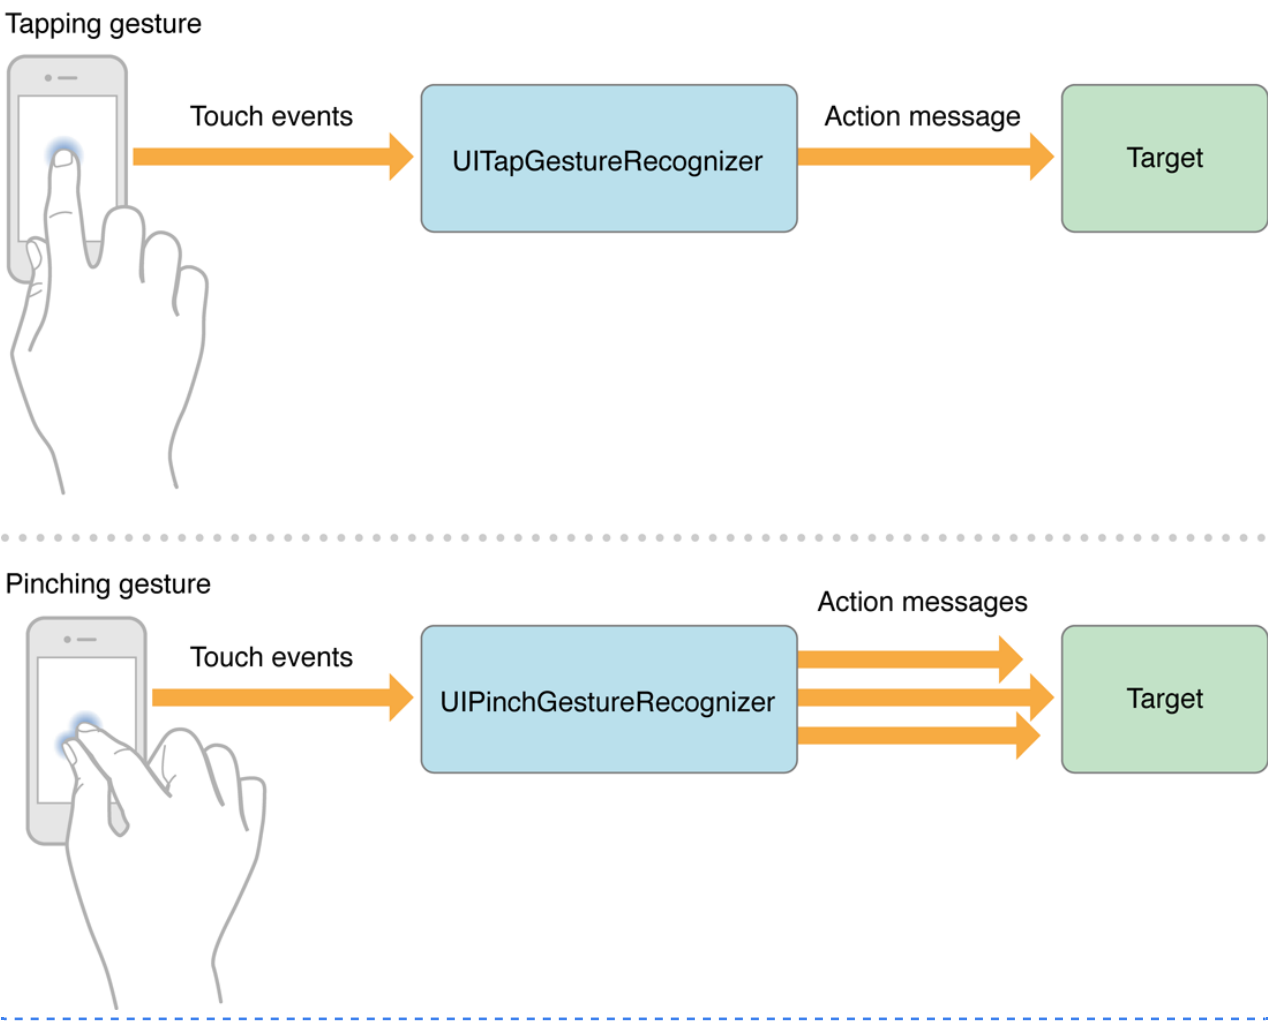 Tapping gesture
Touch events
UITapGestureRecognizer
Action message
Target
Pinching gesture
Touch events
UIPinchGestureRecognizer
Action messages
Target